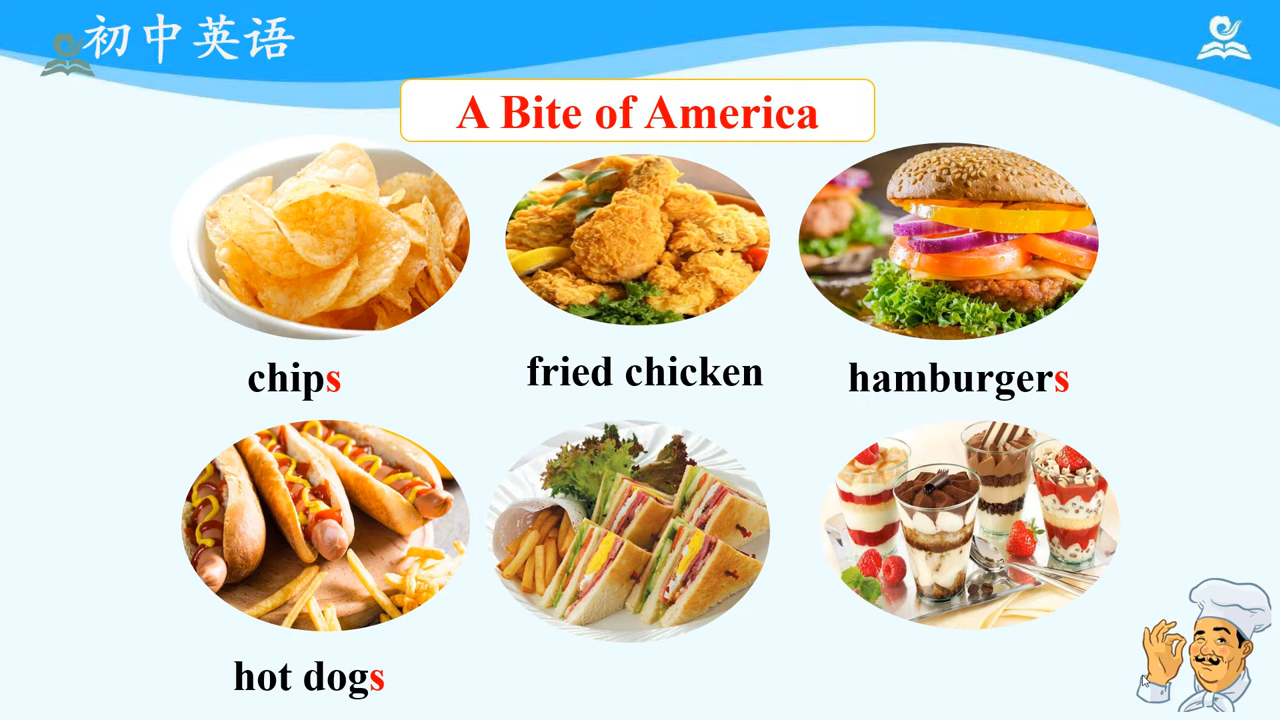 初中英语
A Bite of America
chips
fried chicken
hamburgers
hot dogs